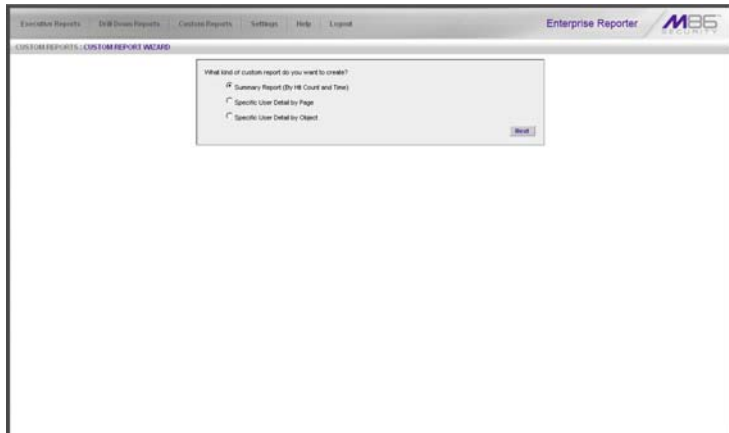 Executive Reports Drill Down Reports Custom Reports Settings Help Logout
Enterprise Reporter
M86 SECURITY
CUSTOM REPORTS : CUSTOM REPORT WIZARD
What kind of custom report do you want to create?
Summary Report (By Hit Count and Time)
Specific User Detail by Page
Specific User Detail by Object
Next